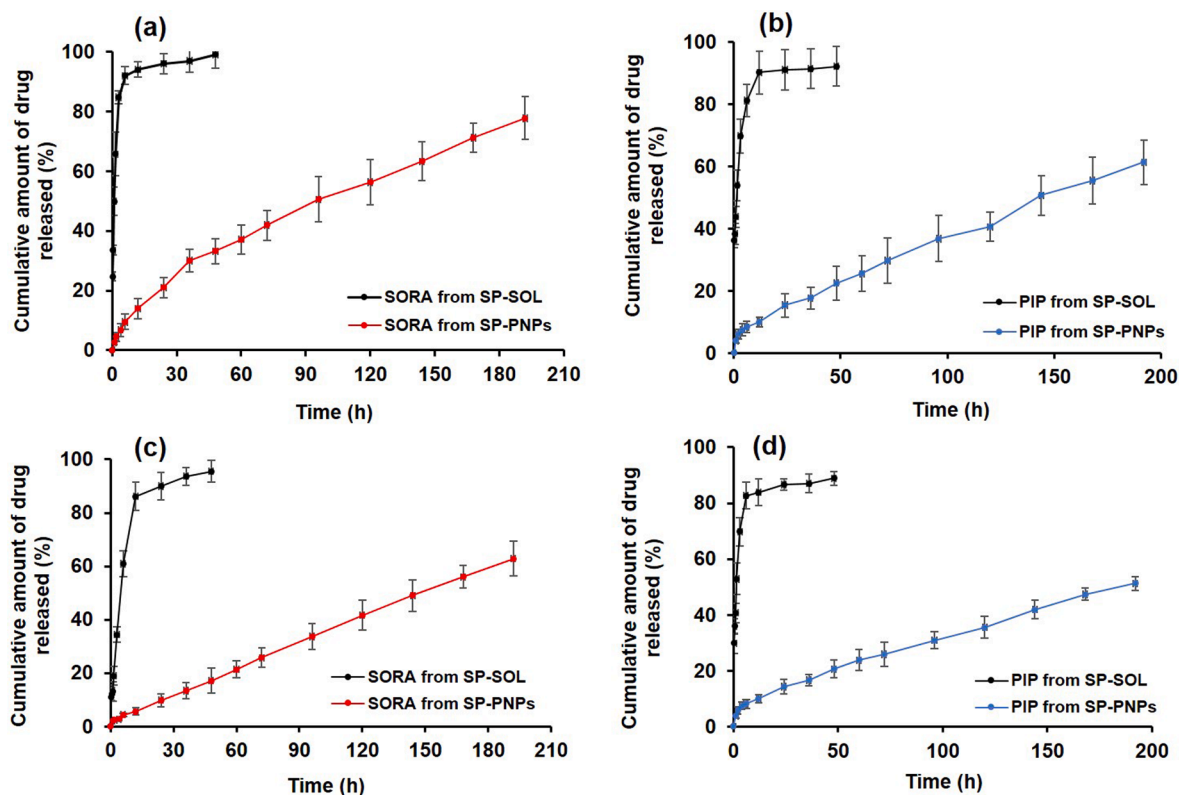 (a)
Cumulative amount of drug
released (%)
100
80
60
40
20
0
0 30 60 90 120 150 180 210
Time (h)
SORA from SP-SOL
SORA from SP-PNPs
(b)
Cumulative amount of drug
released (%)
100
80
60
40
20
0
0 50 100 150 200
Time (h)
PIP from SP-SOL
PIP from SP-PNPs
(c)
Cumulative amount of drug
released (%)
100
80
60
40
20
0
0 30 60 90 120 150 180 210
Time (h)
SORA from SP-SOL
SORA from SP-PNPs
(d)
Cumulative amount of drug
released (%)
100
80
60
40
20
0
0 50 100 150 200
Time (h)
PIP from SP-SOL
PIP from SP-PNPs